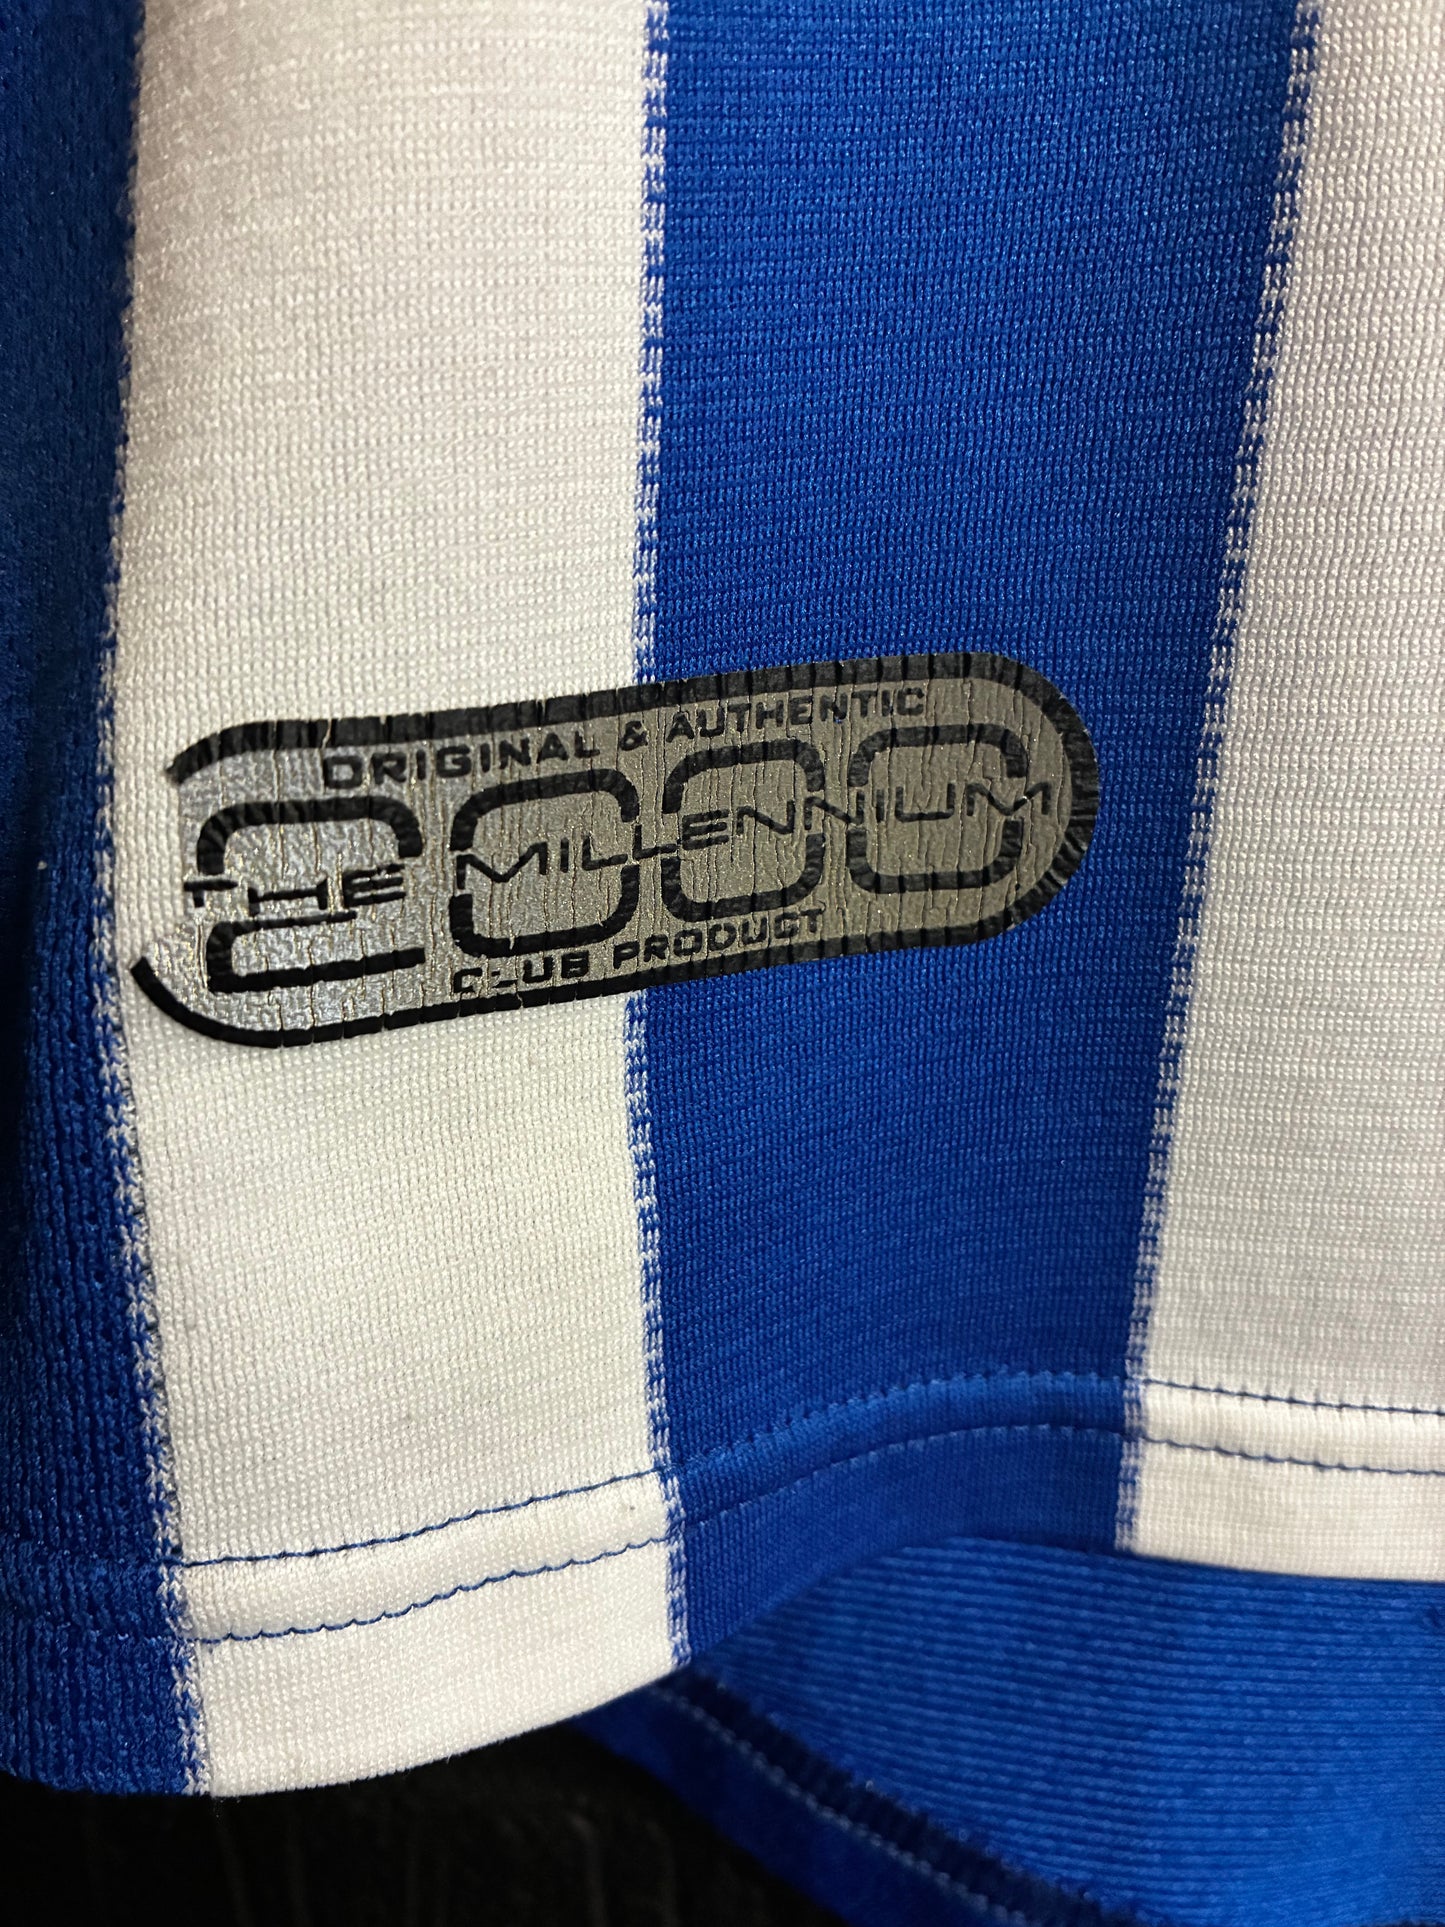 ORIGINAL & AUTHENTIC
2000
THE MILLENNIUM
CLUB PRODUCT